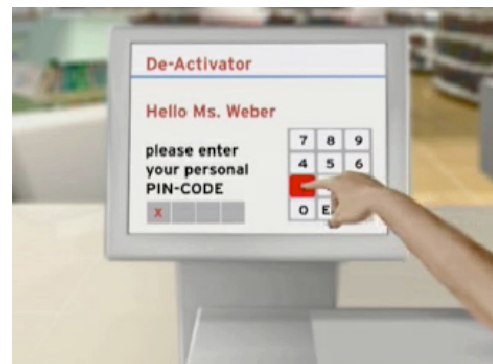 De-Activator
Hello Ms. Weber
please enter
your personal
PIN-CODE
X
7 8 9
4 5 6
0 E